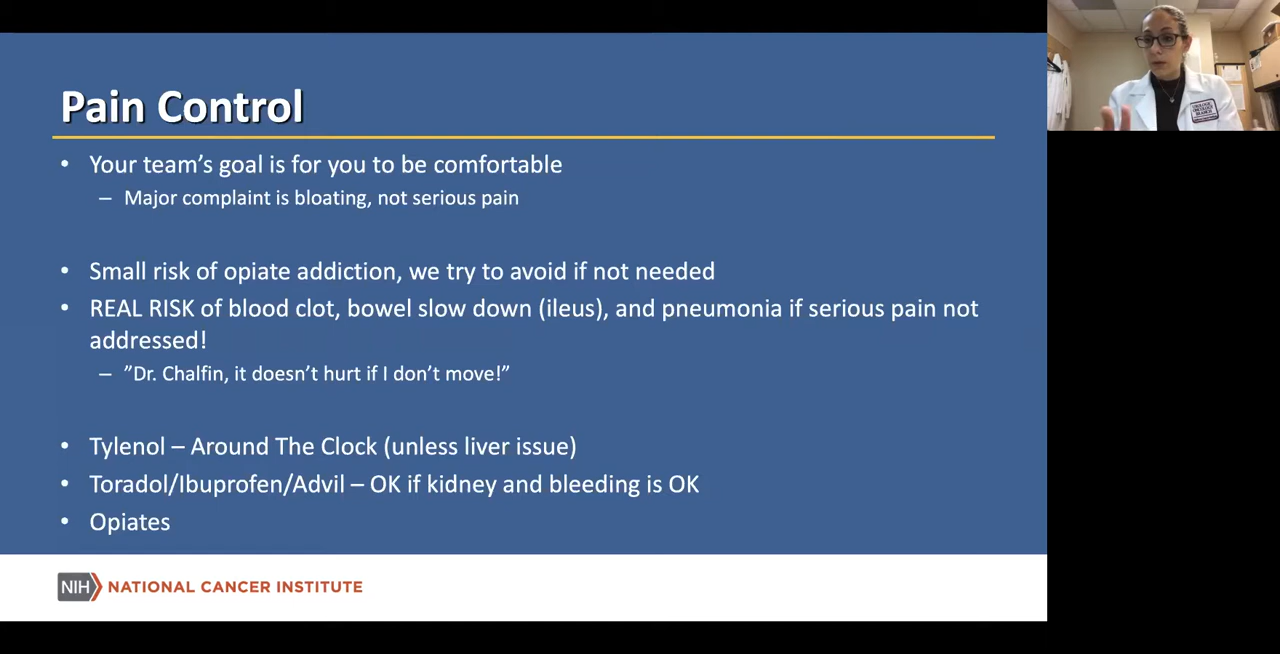 Pain Control
• Your team’s goal is for you to be comfortable
– Major complaint is bloating, not serious pain
• Small risk of opiate addiction, we try to avoid if not needed
• REAL RISK of blood clot, bowel slow down (ileus), and pneumonia if serious pain not
addressed!
– ”Dr. Chalfin, it doesn’t hurt if I don’t move!”
• Tylenol – Around The Clock (unless liver issue)
• Toradol/Ibuprofen/Advil – OK if kidney and bleeding is OK
• Opiates
NIH NATIONAL CANCER INSTITUTE
UROLOGIC
ONCOLOGY
BRANCH